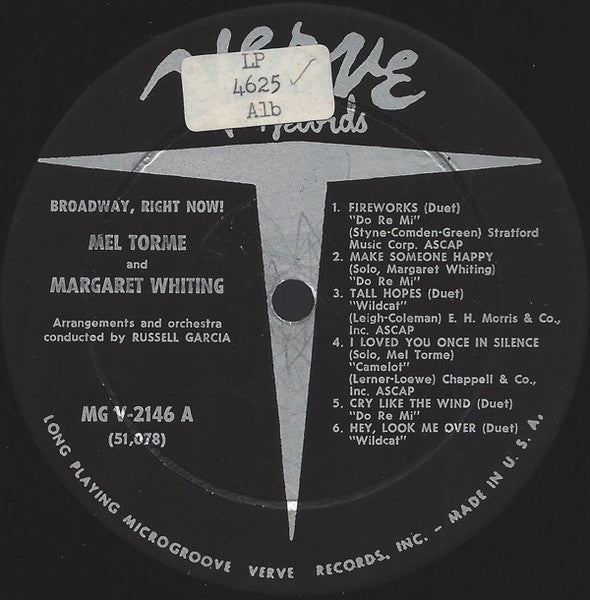 Verve
Records
LP
4625 ✓
Alb
BROADWAY, RIGHT NOW!
MEL TORME
and
MARGARET WHITING
Arrangements and orchestra
conducted by RUSSELL GARCIA
MG V-2146 A
(51,078)
1. FIREWORKS (Duet)
"Do Re Mi"
(Styne-Comden-Green) Stratford
Music Corp. ASCAP
2. MAKE SOMEONE HAPPY
(Solo, Margaret Whiting)
"Do Re Mi"
3. TALL HOPES (Duet)
"Wildcat"
(Leigh-Coleman) E. H. Morris & Co.,
Inc. ASCAP
4. I LOVED YOU ONCE IN SILENCE
(Solo, Mel Torme)
"Camelot"
(Lerner-Loewe) Chappell & Co.,
Inc. ASCAP
5. CRY LIKE THE WIND (Duet)
"Do Re Mi"
6. HEY, LOOK ME OVER (Duet)
"Wildcat"
LONG PLAYING MICROGROOVE VERVE RECORDS, INC. – MADE IN U. S. A.